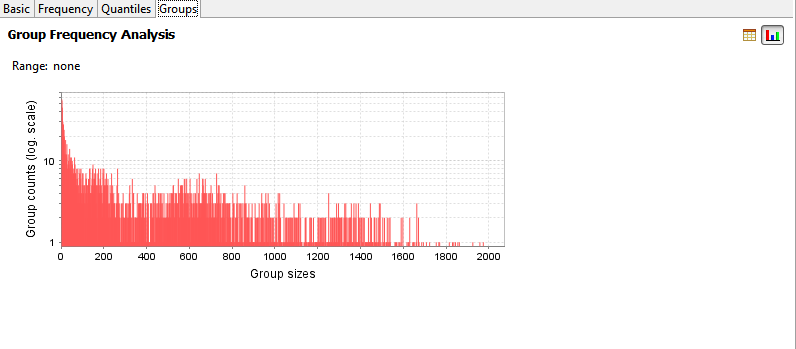 Basic Frequency Quantiles Groups
Group Frequency Analysis
Range: none
Group counts (log. scale)
10
1
0 200 400 600 800 1000 1200 1400 1600 1800 2000
Group sizes